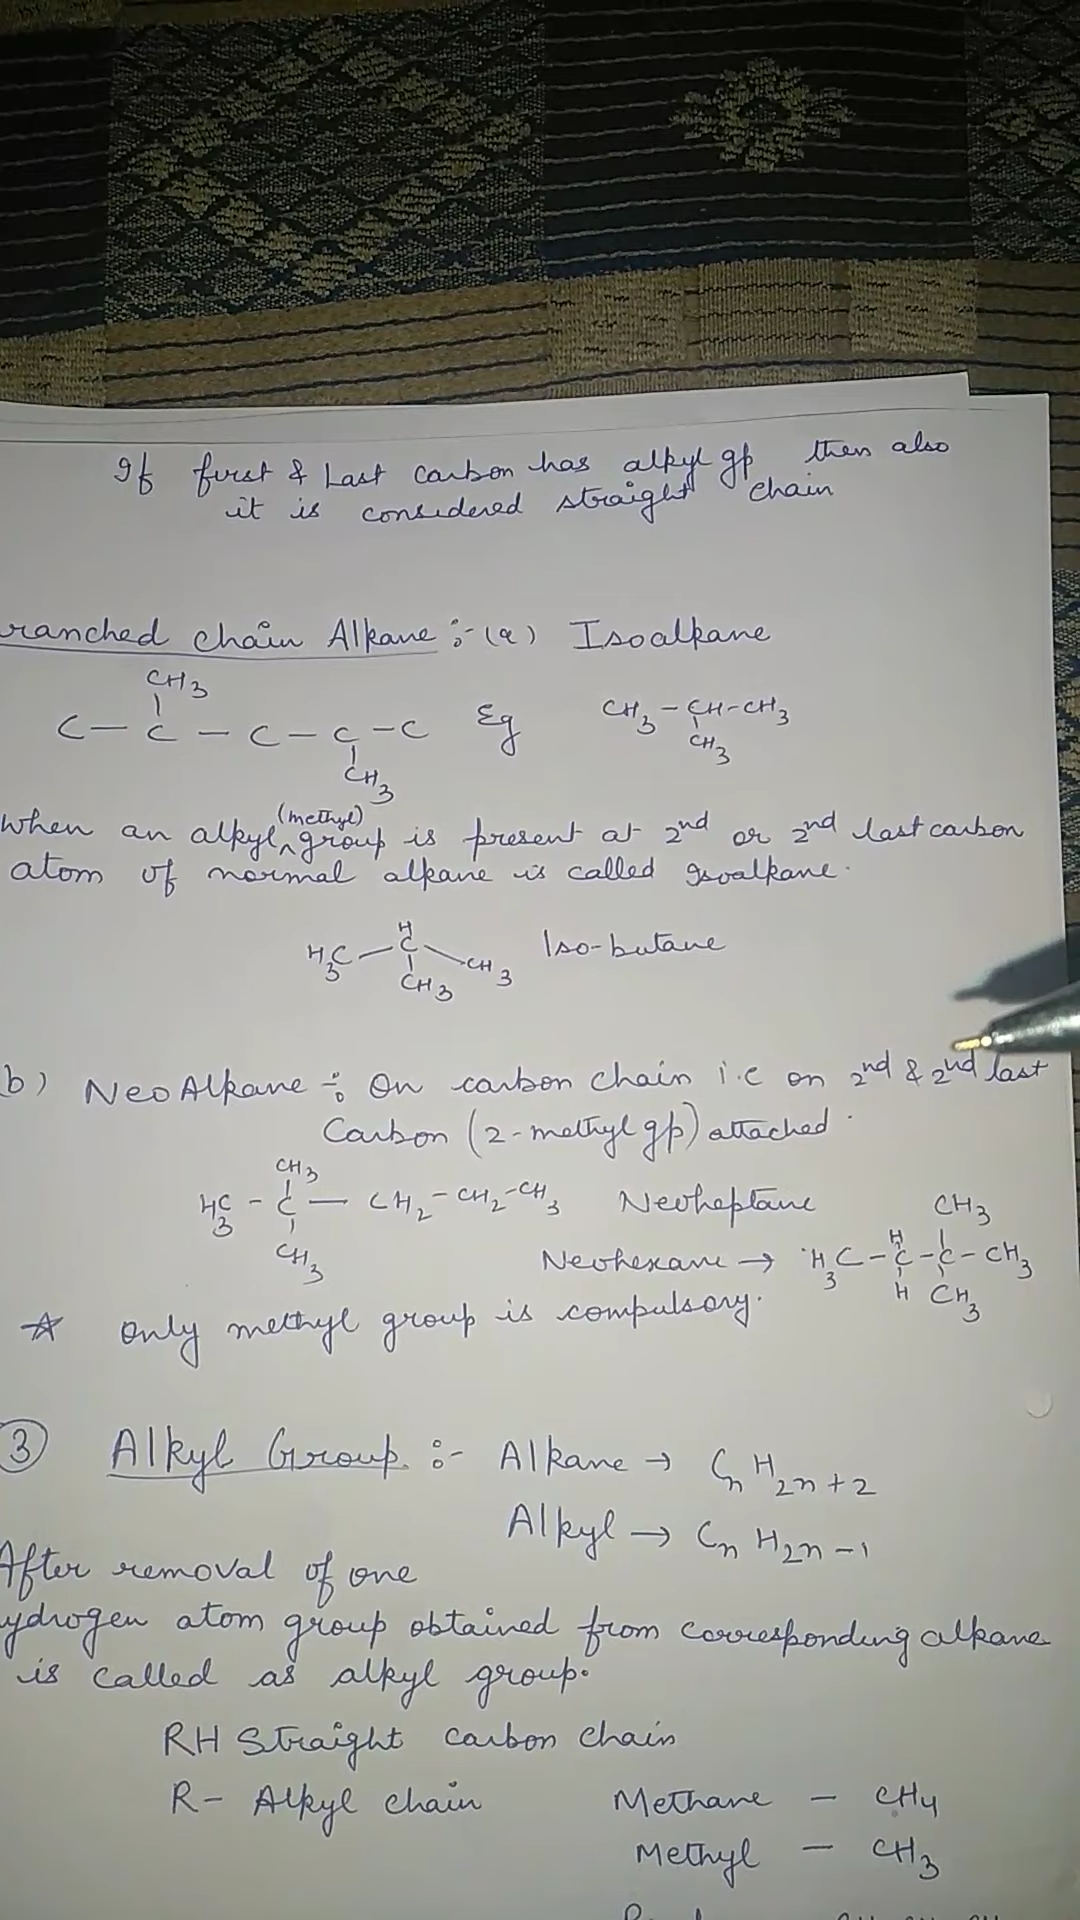 If first & Last carbon has alkyl gp then also
it is considered straight chain
ranched chain Alkane :- (a) Isoalkane
CH3
C - C - C - C - C Eg CH3 - CH - CH3
CH3 CH3
(methyl)
When an alkyl ^ group is present at 2nd or 2nd last carbon
atom of normal alkane is called Isoalkane.
H
H3C - C - CH3 Iso-butane
CH3
b) NeoAlkane :- On carbon chain i.e on 2nd & 2nd last
Carbon (2-methyl gp) attached.
CH3
H3C - C - CH2 - CH2 - CH3 Neoheptane
CH3
CH3
H
Neohexane → H3C - C - C - CH3
H CH3
☆ only methyl group is compulsory.
3 Alkyl Group :- Alkane → CnH2n+2
Alkyl → CnH2n-1
After removal of one
ydrogen atom group obtained from corresponding alkane
is called as alkyl group.
RH Straight carbon chain
R- Alkyl chain
Methane - CH4
Methyl - CH3